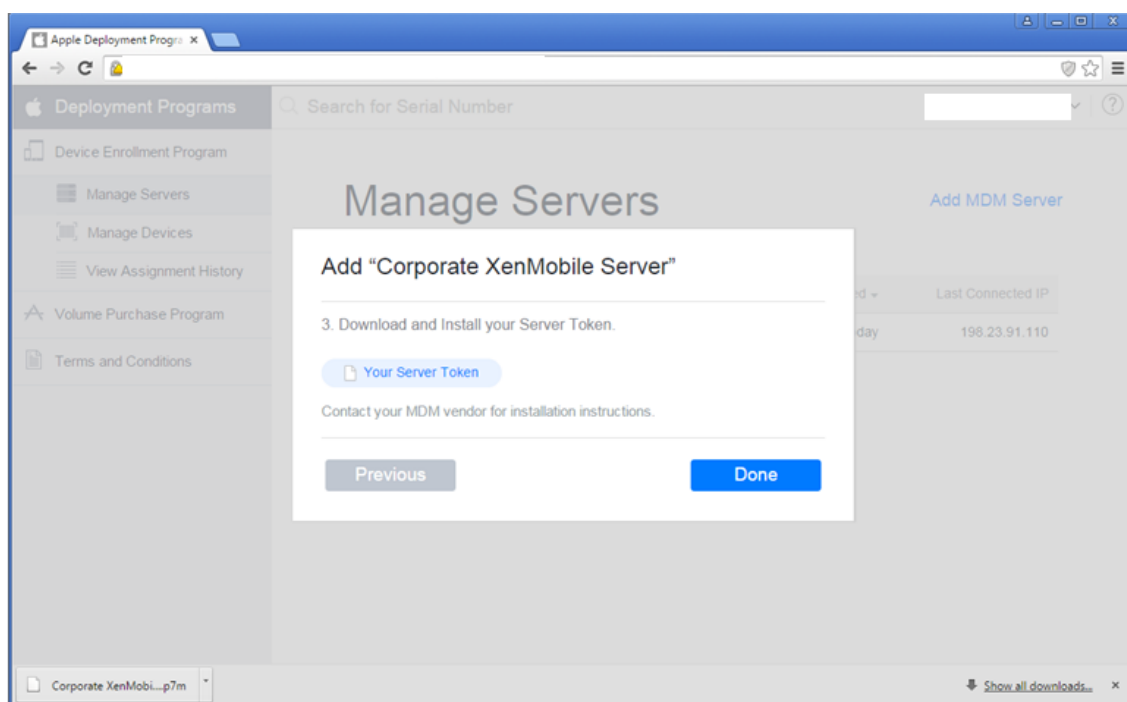 Apple Deployment Progra
Deployment Programs
Search for Serial Number
Device Enrollment Program
Manage Servers
Manage Devices
View Assignment History
Volume Purchase Program
Terms and Conditions
Manage Servers
Add MDM Server
ed
Last Connected IP
day
198.23.91.110
Add “Corporate XenMobile Server”
3. Download and Install your Server Token.
Your Server Token
Contact your MDM vendor for installation instructions.
Previous
Done
Corporate XenMobi....p7m
Show all downloads...